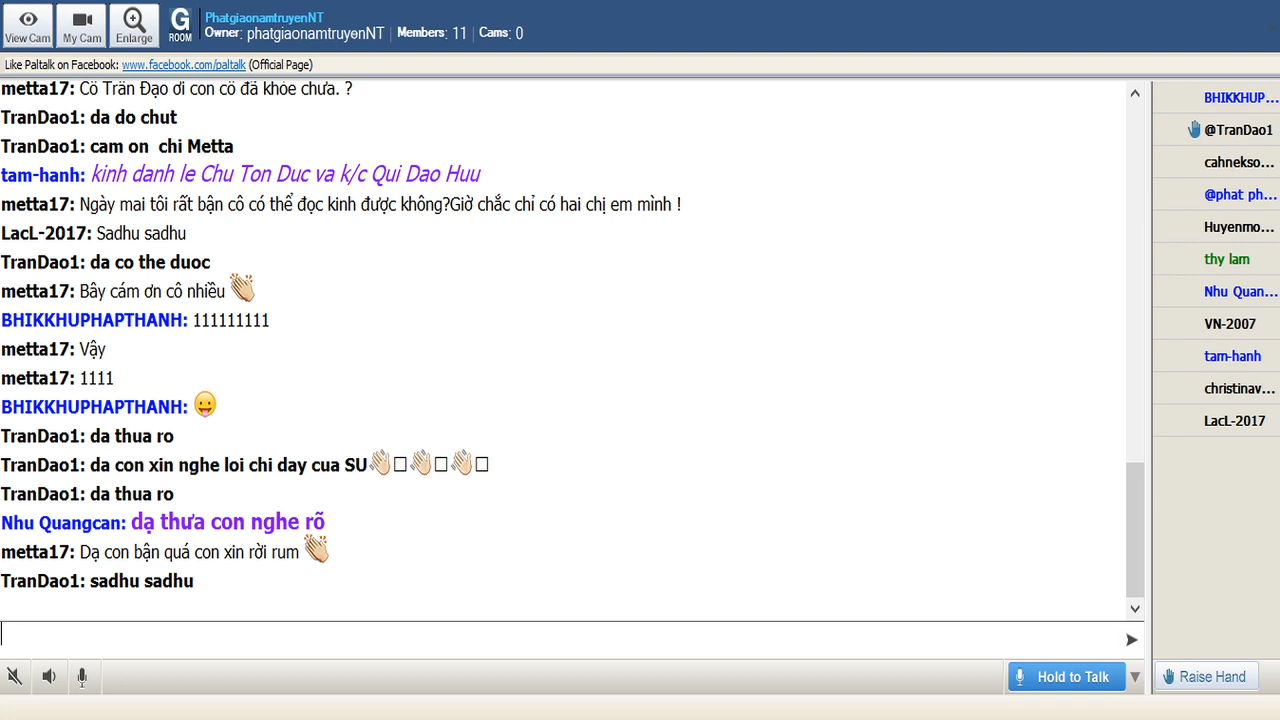 View Cam
My Cam
Enlarge
G
ROOM
PhatgiaonamtruyenNT
Owner: phatgiaonamtruyenNT | Members: 11 | Cams: 0
Like Paltalk on Facebook: www.facebook.com/paltalk (Official Page)
metta17: Cô Trân Đạo ơi con cô đã khỏe chưa. ?
TranDao1: da do chut
TranDao1: cam on chi Metta
tam-hanh: kinh danh le Chu Ton Duc va k/c Qui Dao Huu
metta17: Ngày mai tôi rất bận cô có thể đọc kinh được không?Giờ chắc chỉ có hai chị em mình !
LacL-2017: Sadhu sadhu
TranDao1: da co the duoc
metta17: Bây cám ơn cô nhiều 👏
BHIKKHUPHAPTHANH: 111111111
metta17: Vậy
metta17: 1111
BHIKKHUPHAPTHANH: 😛
TranDao1: da thua ro
TranDao1: da con xin nghe loi chi day cua SU👏□👏□👏□
TranDao1: da thua ro
Nhu Quangcan: dạ thưa con nghe rõ
metta17: Dạ con bận quá con xin rời rum 👏
TranDao1: sadhu sadhu
BHIKKHUP...
@TranDao1
cahnekso...
@phat ph...
Huyenmo...
thy lam
Nhu Quan...
VN-2007
tam-hanh
christinav...
LacL-2017
Hold to Talk
Raise Hand